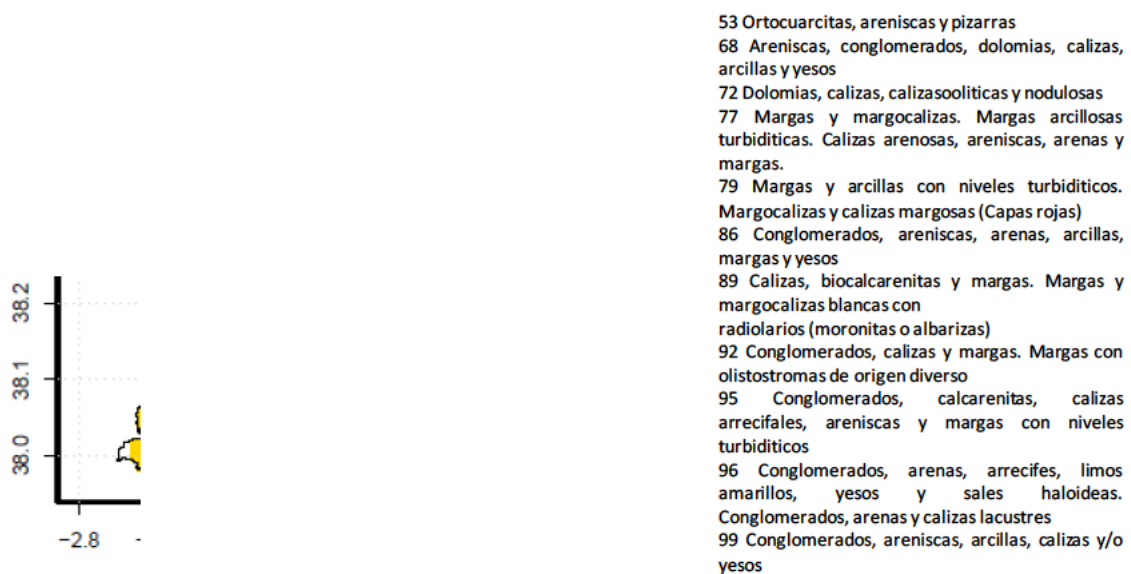 53 Ortocuarcitas, areniscas y pizarras
68 Areniscas, conglomerados, dolomias, calizas,
arcillas y yesos
72 Dolomias, calizas, calizasooliticas y nodulosas
77 Margas y margocalizas. Margas arcillosas
turbiditicas. Calizas arenosas, areniscas, arenas y
margas.
79 Margas y arcillas con niveles turbiditicos.
Margocalizas y calizas margosas (Capas rojas)
86 Conglomerados, areniscas, arenas, arcillas,
margas y yesos
89 Calizas, biocalcarenitas y margas. Margas y
margocalizas blancas con
radiolarios (moronitas o albarizas)
92 Conglomerados, calizas y margas. Margas con
olistostromas de origen diverso
95 Conglomerados, calcarenitas, calizas
arrecifales, areniscas y margas con niveles
turbiditicos
96 Conglomerados, arenas, arrecifes, limos
amarillos, yesos y sales haloideas.
Conglomerados, arenas y calizas lacustres
99 Conglomerados, areniscas, arcillas, calizas y/o
yesos
38.2
38.1
38.0
−2.8 -